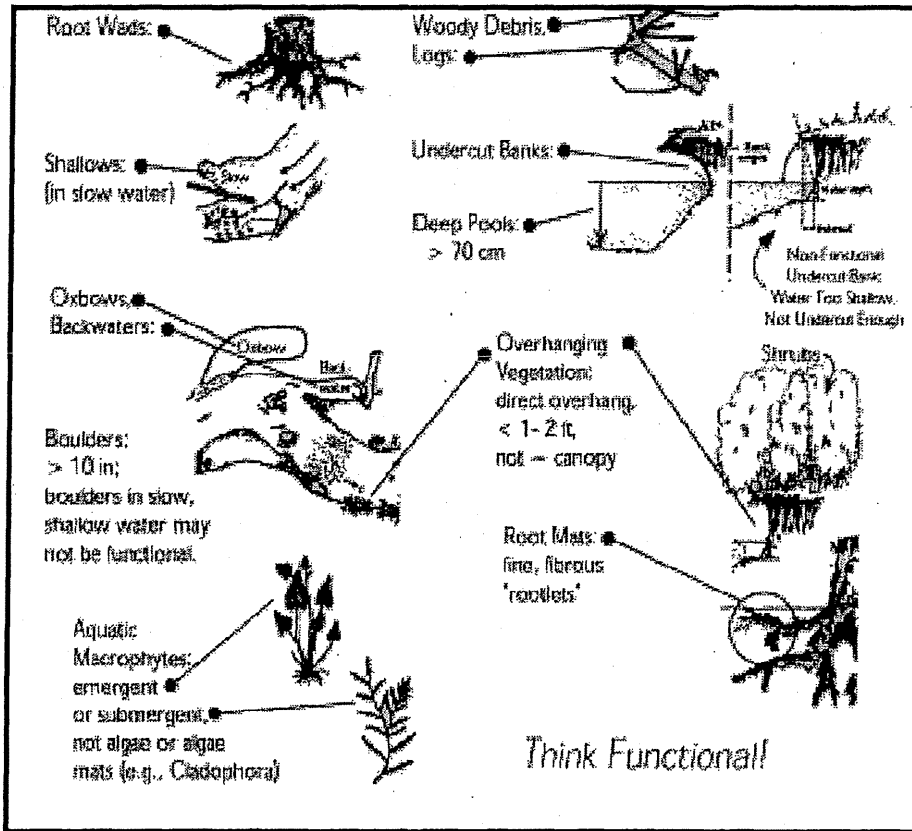 Root Wads:
Woody Debris,
Logs:
Shallows:
(in slow water)
Slow
Undercut Banks:
Deep Pools:
> 70 cm
Non-Functional
Undercut Bank:
Water Too Shallow,
Not Undercut Enough
Oxbows,
Backwaters:
Oxbow
Back
water
Boulders:
> 10 in;
boulders in slow,
shallow water may
not be functional.
Overhanging
Vegetation:
direct overhang,
< 1-2 ft,
not = canopy
Shrubs
Root Mats:
fine, fibrous
"rootlets"
Aquatic
Macrophytes:
emergent
or submergent,
not algae or algae
mats (e.g., Cladophora)
Think Functional!